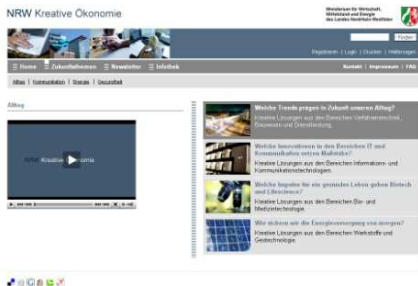 NRW Kreative Ökonomie
Ministerium für Wirtschaft,
Mittelstand und Energie
des Landes Nordrhein-Westfalen
Finden
Registrieren | Login | Drucken | Weitersagen
Home Zukunftsthemen Newsletter Infothek
Kontakt | Impressum | FAQ
Alltag | Kommunikation | Energie | Gesundheit
Alltag
NRW Kreative Ökonomie
Welche Trends prägen in Zukunft unseren Alltag?
Kreative Lösungen aus den Bereichen Verfahrenstechnik,
Bauwesen und Dienstleistung.
Welche Innovationen in den Bereichen IT und
Kommunikation setzen Maßstäbe?
Kreative Lösungen aus den Bereichen Informations- und
Kommunikationstechnologien.
Welche Impulse für ein gesundes Leben geben Biotech
und Lifescience?
Kreative Lösungen aus den Bereichen Bio- und
Medizintechnologie.
Wie sichern wir die Energieversorgung von morgen?
Kreative Lösungen aus den Bereichen Werkstoffe und
Geotechnologie.